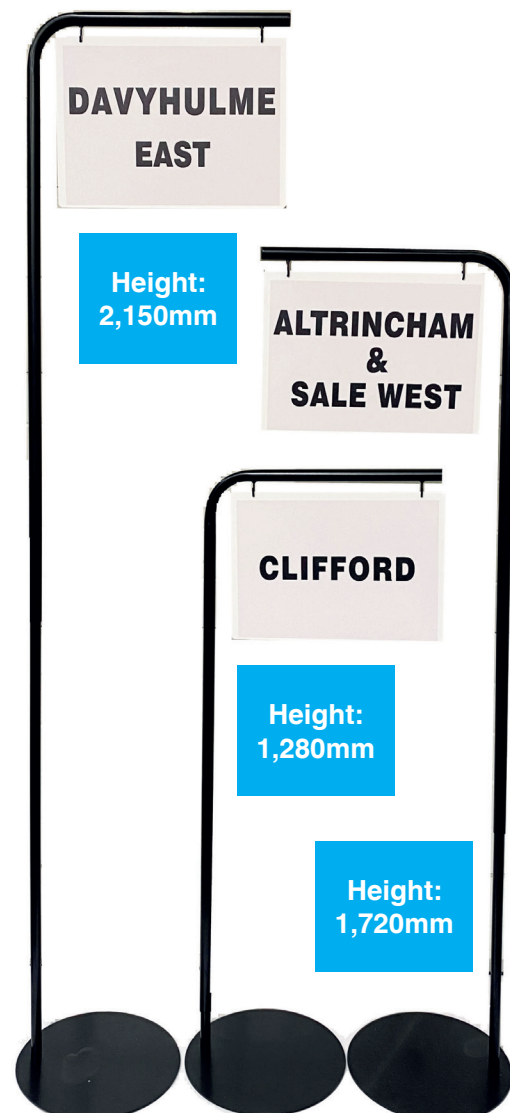 DAVYHULME
EAST
Height:
2,150mm
ALTRINCHAM
&
SALE WEST
CLIFFORD
Height:
1,280mm
Height:
1,720mm